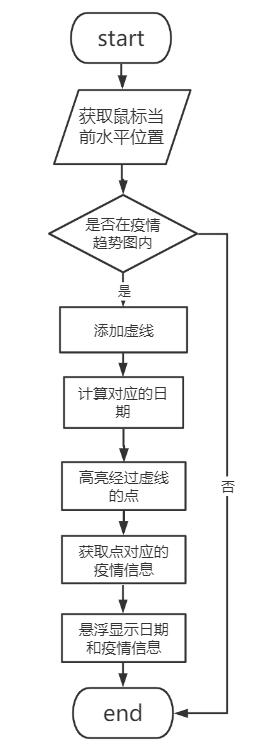 start
获取鼠标当
前水平位置
是否在疫情
趋势图内
是
添加虚线
计算对应的日
期
高亮经过虚线
的点
否
获取点对应的
疫情信息
悬浮显示日期
和疫情信息
end